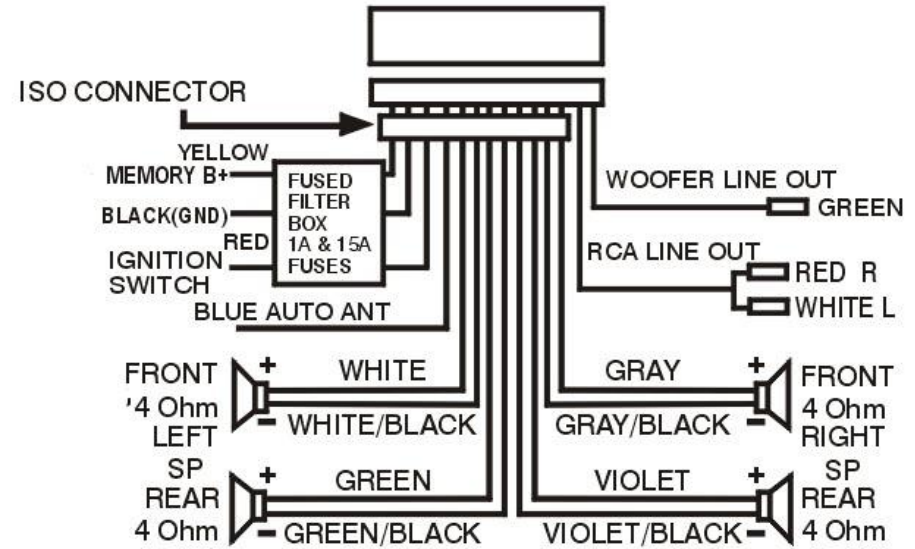 ISO CONNECTOR
YELLOW
MEMORY B+
BLACK(GND)
RED
IGNITION
SWITCH
FUSED
FILTER
BOX
1A & 15A
FUSES
BLUE AUTO ANT
WOOFER LINE OUT
GREEN
RCA LINE OUT
RED R
WHITE L
FRONT
'4 Ohm
LEFT
+
-
WHITE
WHITE/BLACK
GRAY
GRAY/BLACK
+
-
FRONT
4 Ohm
RIGHT
SP
REAR
4 Ohm
+
-
GREEN
GREEN/BLACK
VIOLET
VIOLET/BLACK
+
-
SP
REAR
4 Ohm